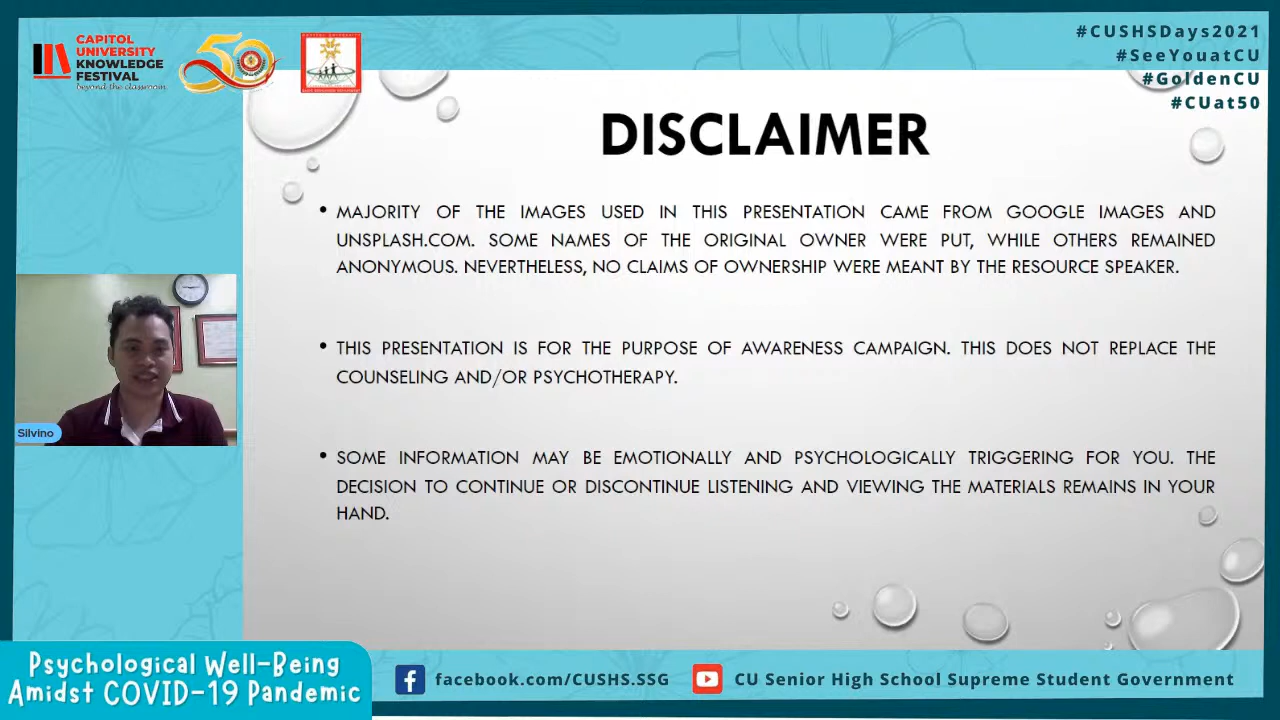 CAPITOL
UNIVERSITY
KNOWLEDGE
FESTIVAL
beyond the classroom
50
#CUSHSDays2021
#SeeYouatCU
#GoldenCU
#CUat50
DISCLAIMER
• MAJORITY OF THE IMAGES USED IN THIS PRESENTATION CAME FROM GOOGLE IMAGES AND
UNSPLASH.COM. SOME NAMES OF THE ORIGINAL OWNER WERE PUT, WHILE OTHERS REMAINED
ANONYMOUS. NEVERTHELESS, NO CLAIMS OF OWNERSHIP WERE MEANT BY THE RESOURCE SPEAKER.
• THIS PRESENTATION IS FOR THE PURPOSE OF AWARENESS CAMPAIGN. THIS DOES NOT REPLACE THE
COUNSELING AND/OR PSYCHOTHERAPY.
• SOME INFORMATION MAY BE EMOTIONALLY AND PSYCHOLOGICALLY TRIGGERING FOR YOU. THE
DECISION TO CONTINUE OR DISCONTINUE LISTENING AND VIEWING THE MATERIALS REMAINS IN YOUR
HAND.
Silvino
Psychological Well-Being
Amidst COVID-19 Pandemic
facebook.com/CUSHS.SSG
CU Senior High School Supreme Student Government